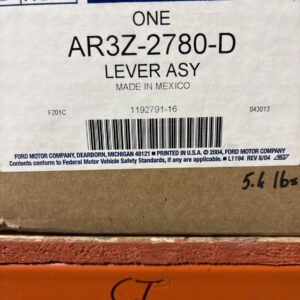 ONE
AR3Z-2780-D
LEVER ASY
MADE IN MEXICO
F201C 1192791-16 043013
FORD MOTOR COMPANY, DEARBORN, MICHIGAN 48121 ■ PRINTED IN U.S.A. © 2004, FORD MOTOR COMPANY
Contents conform to Federal Motor Vehicle Safety Standards, if any are applicable. ■ L1194 REV 8/04
5.6 lbs